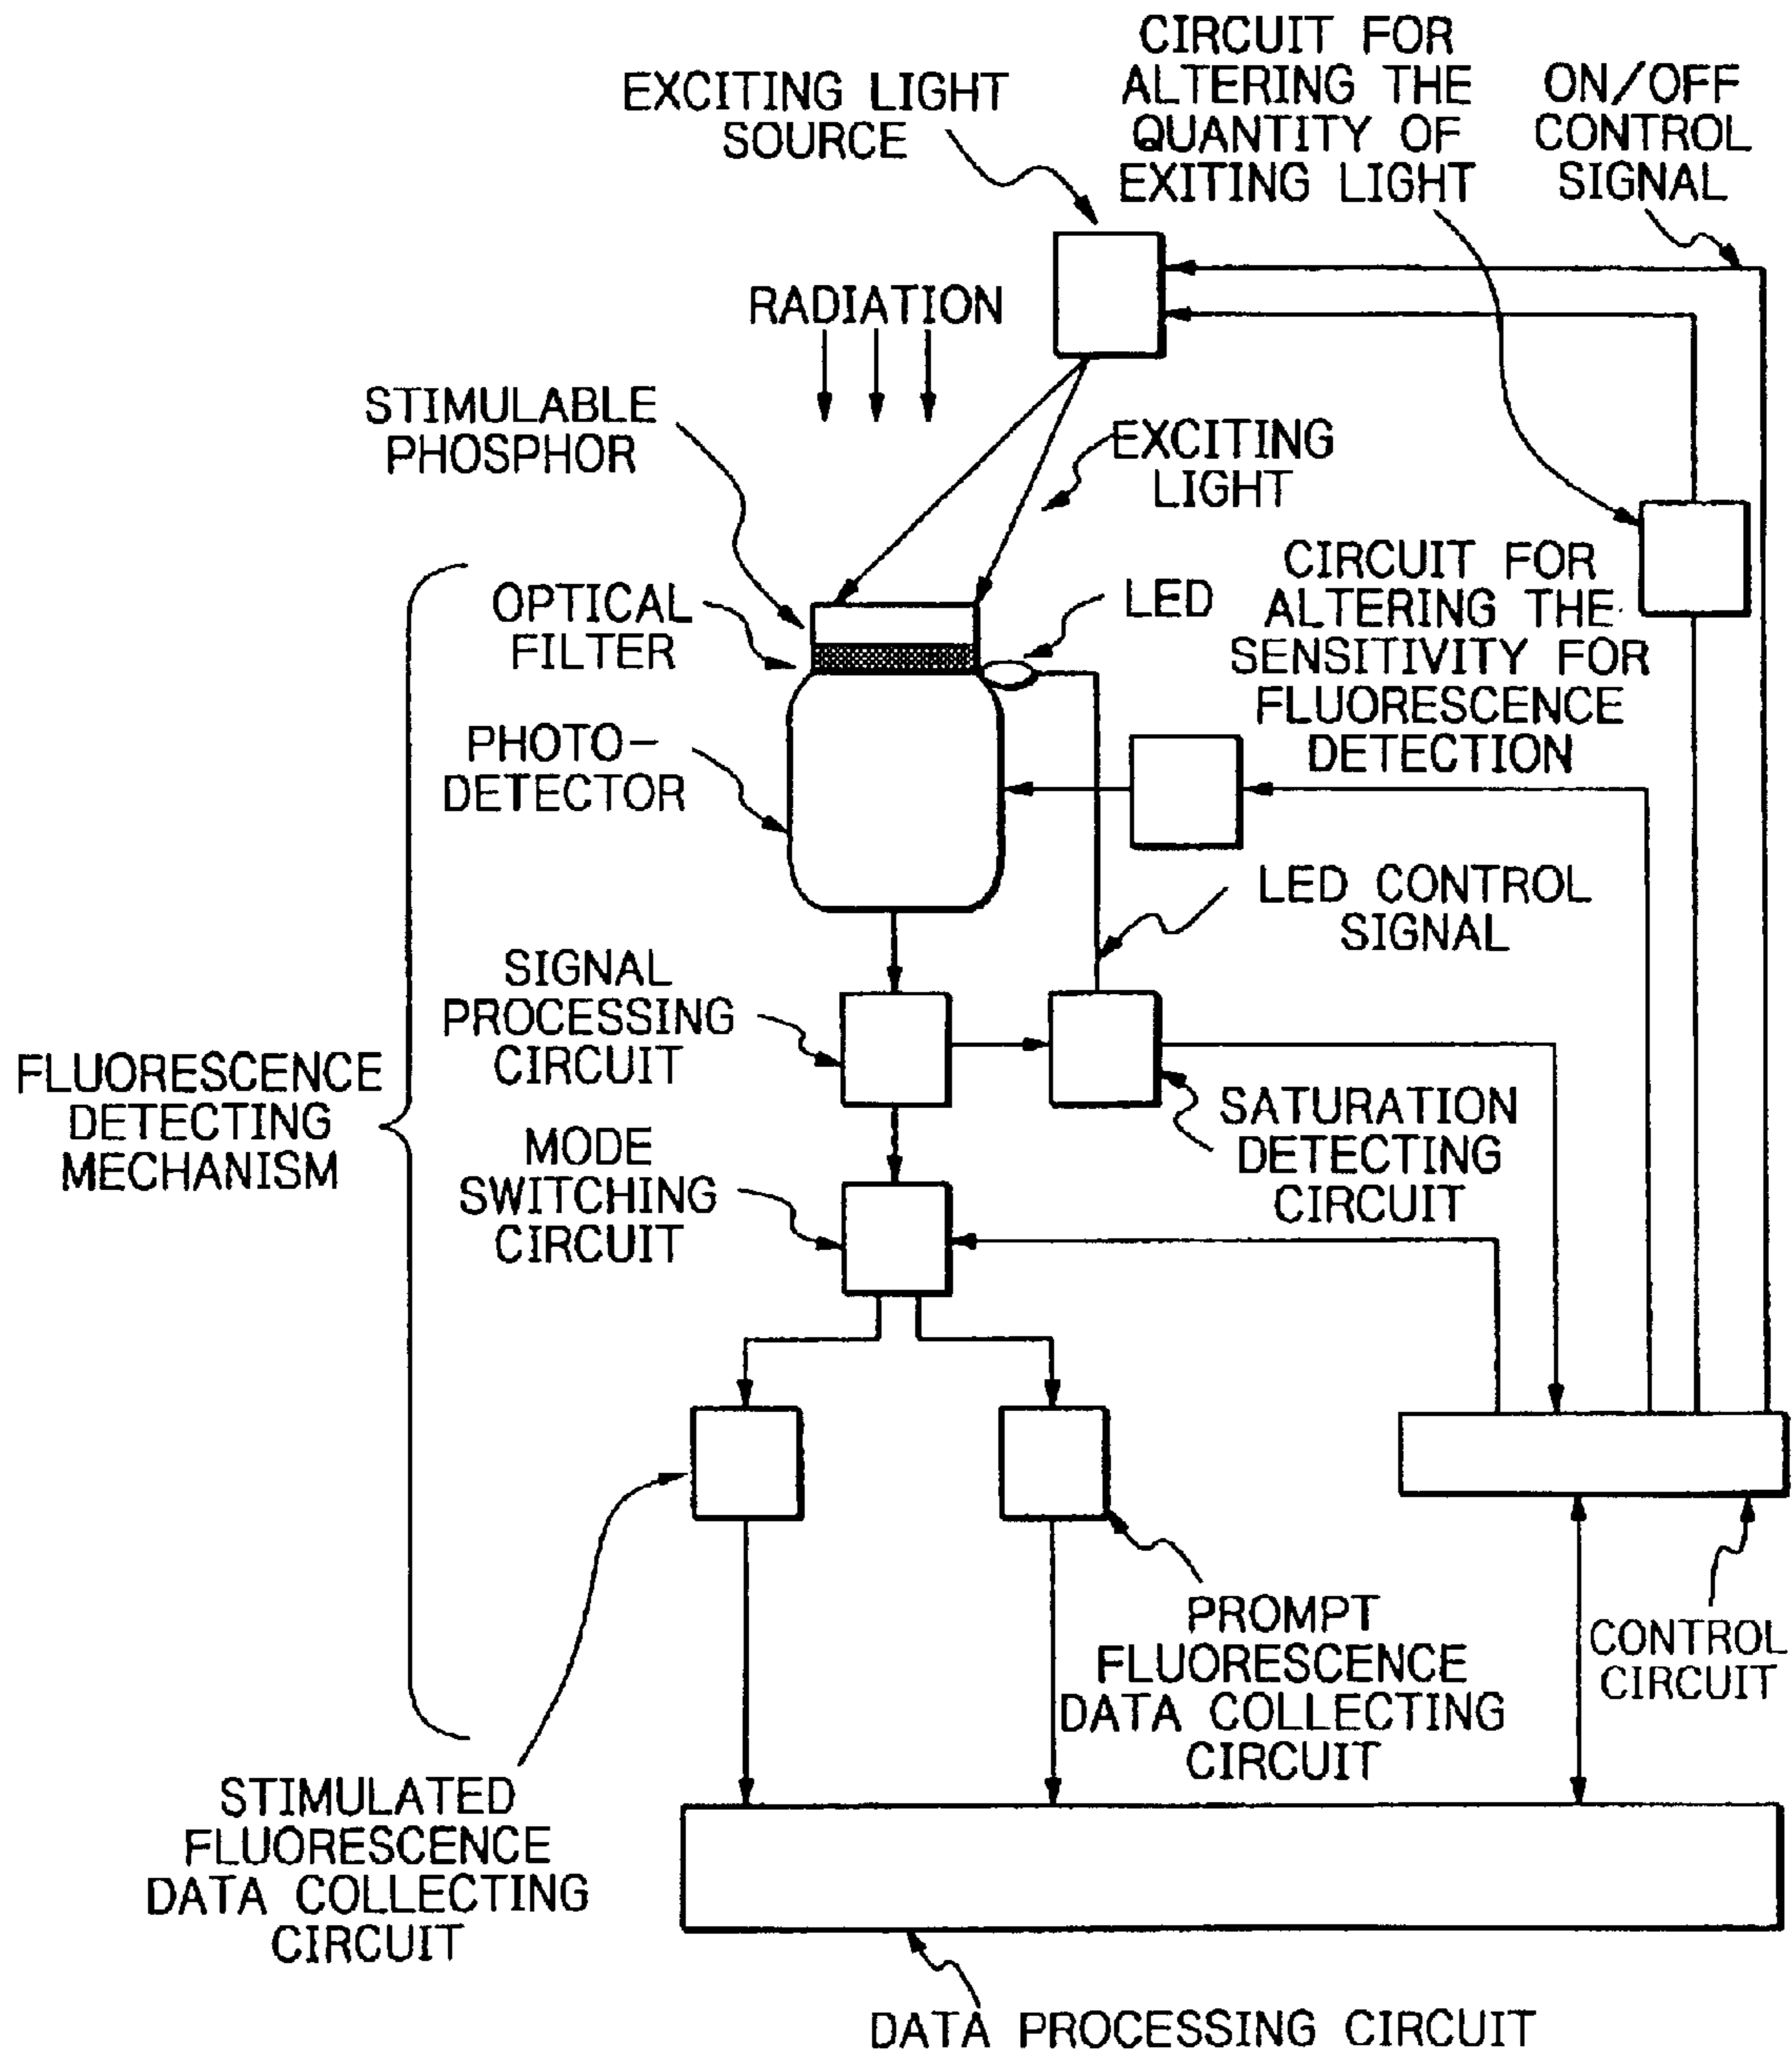 CIRCUIT FOR
ALTERING THE
QUANTITY OF
EXITING LIGHT
EXCITING LIGHT
SOURCE
ON/OFF
CONTROL
SIGNAL
RADIATION
STIMULABLE
PHOSPHOR
EXCITING
LIGHT
OPTICAL
FILTER
LED
CIRCUIT FOR
ALTERING THE
SENSITIVITY FOR
FLUORESCENCE
DETECTION
PHOTO-
DETECTOR
LED CONTROL
SIGNAL
SIGNAL
PROCESSING
CIRCUIT
FLUORESCENCE
DETECTING
MECHANISM
SATURATION
DETECTING
CIRCUIT
MODE
SWITCHING
CIRCUIT
PROMPT
FLUORESCENCE
DATA COLLECTING
CIRCUIT
CONTROL
CIRCUIT
STIMULATED
FLUORESCENCE
DATA COLLECTING
CIRCUIT
DATA PROCESSING CIRCUIT